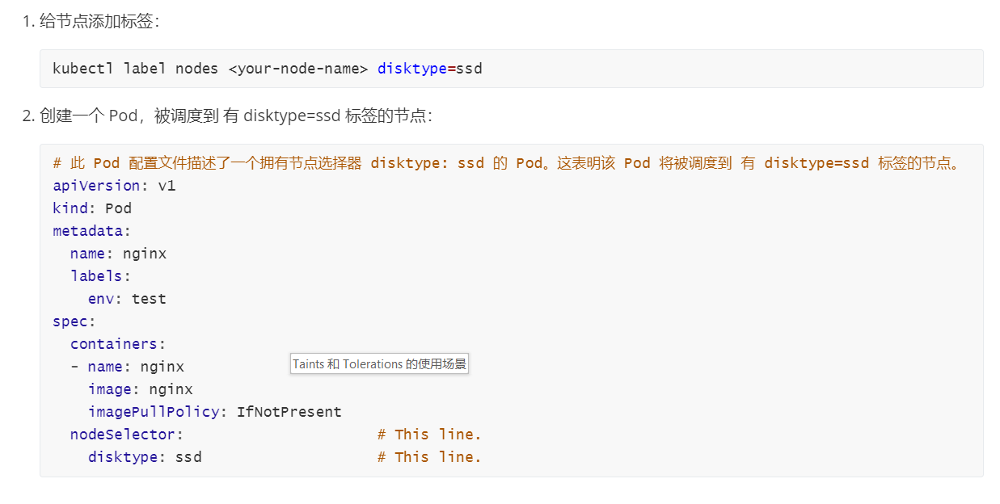 1. 给节点添加标签：
kubectl label nodes <your-node-name> disktype=ssd
2. 创建一个 Pod，被调度到 有 disktype=ssd 标签的节点：
# 此 Pod 配置文件描述了一个拥有节点选择器 disktype: ssd 的 Pod。这表明该 Pod 将被调度到 有 disktype=ssd 标签的节点。
apiVersion: v1
kind: Pod
metadata:
  name: nginx
  labels:
    env: test
spec:
  containers:
  - name: nginx
Taints 和 Tolerations 的使用场景
    image: nginx
    imagePullPolicy: IfNotPresent
  nodeSelector:                      # This line.
    disktype: ssd                    # This line.